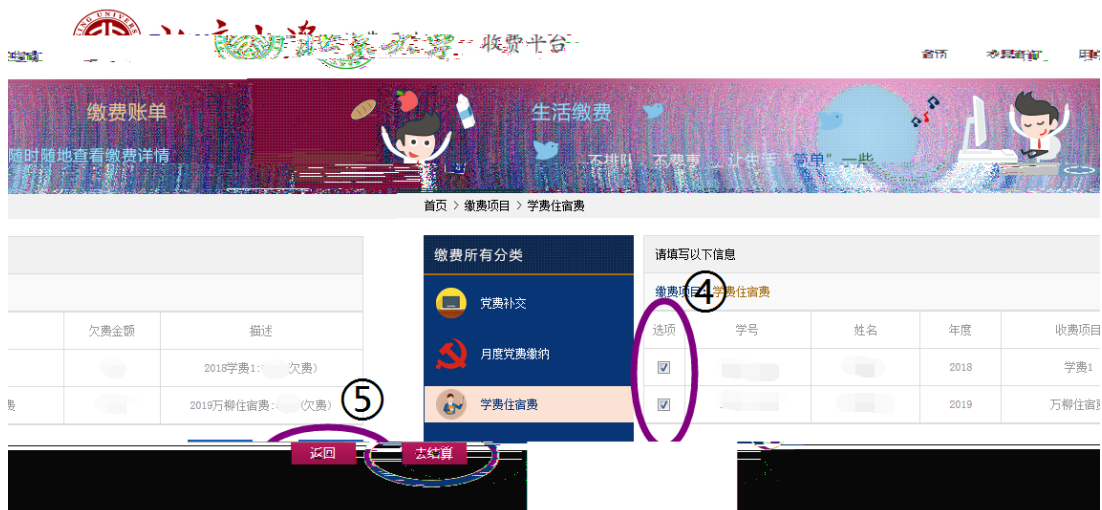 收费平台
首页
缴费账单
生活缴费
随时随地查看缴费详情
不排队 不费事 让生活“简单”一些
首页 > 缴费项目 > 学费住宿费
缴费所有分类
请填写以下信息
党费补交
缴费项目 学费住宿费
④
欠费金额 描述
选项 学号 姓名 年度 收费项目
月度党费缴纳
2018学费1: 欠费)
2018 学费1
学费住宿费
费 2019万柳住宿费: (欠费)
2019 万柳住宿费
⑤
返回 去结算